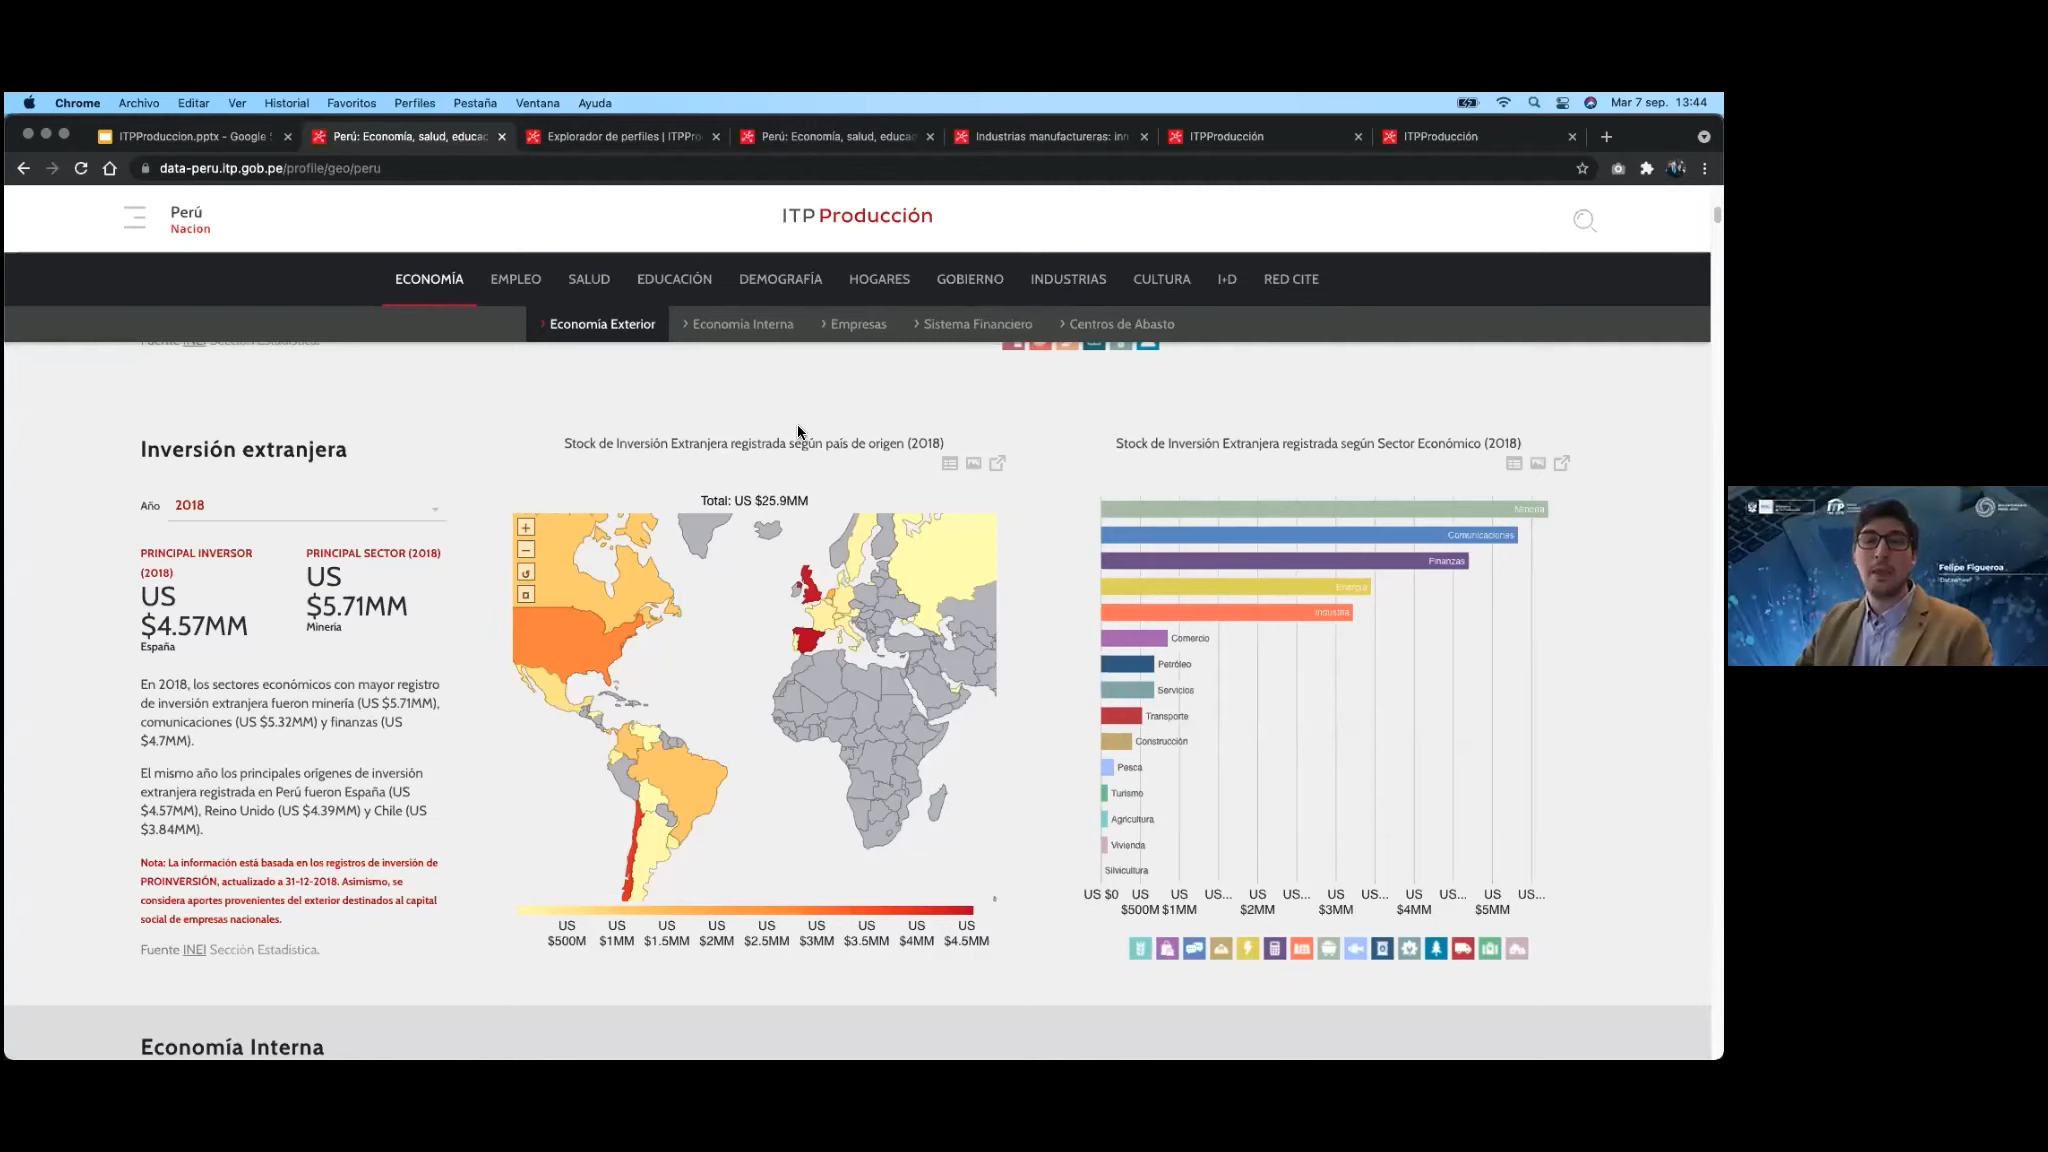 Chrome Archivo Editar Ver Historial Favoritos Perfiles Pestaña Ventana Ayuda Mar 7 sep. 13:44
ITPProduccion.pptx - Google Perú: Economía, salud, educac Explorador de perfiles | ITPPro Perú: Economía, salud, educac Industrias manufactureras: inn ITPProducción ITPProducción
data-peru.itp.gob.pe/profile/geo/peru
Perú
Nacion
ITP Producción
ECONOMÍA EMPLEO SALUD EDUCACIÓN DEMOGRAFÍA HOGARES GOBIERNO INDUSTRIAS CULTURA I+D RED CITE
Economía Exterior Economía Interna Empresas Sistema Financiero Centros de Abasto
Fuente INEI Sección Estadística.
Inversión extranjera
Año 2018
PRINCIPAL INVERSOR
(2018)
US
$4.57MM
España
PRINCIPAL SECTOR (2018)
US
$5.71MM
Minería
En 2018, los sectores económicos con mayor registro
de inversión extranjera fueron minería (US $5.71MM),
comunicaciones (US $5.32MM) y finanzas (US
$4.7MM).
El mismo año los principales orígenes de inversión
extranjera registrada en Perú fueron España (US
$4.57MM), Reino Unido (US $4.39MM) y Chile (US
$3.84MM).
Nota: La información está basada en los registros de inversión de
PROINVERSIÓN, actualizado a 31-12-2018. Asimismo, se
considera aportes provenientes del exterior destinados al capital
social de empresas nacionales.
Fuente INEI Sección Estadística.
Stock de Inversión Extranjera registrada según país de origen (2018)
Total: US $25.9MM
US US US US US US US US US
$500M $1MM $1.5MM $2MM $2.5MM $3MM $3.5MM $4MM $4.5MM
Stock de Inversión Extranjera registrada según Sector Económico (2018)
Minería
Comunicaciones
Finanzas
Energía
Industria
Comercio
Petróleo
Servicios
Transporte
Construcción
Pesca
Turismo
Agricultura
Vivienda
Silvicultura
US $0 US US US... US US... US US... US US... US US...
$500M $1MM $2MM $3MM $4MM $5MM
Economía Interna
Felipe Figueroa
Datawheel